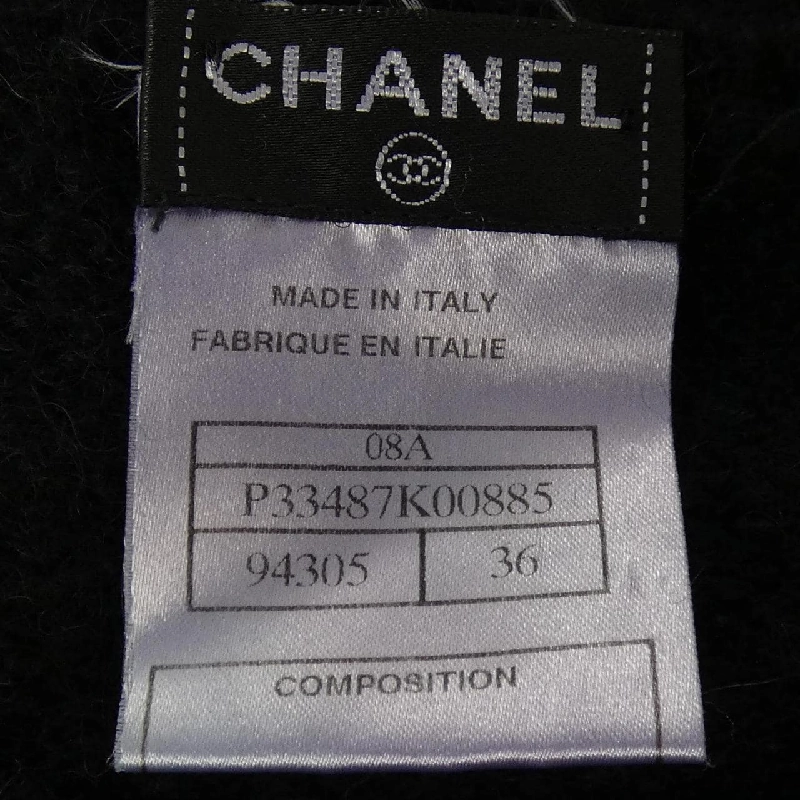 CHANEL
MADE IN ITALY
FABRIQUE EN ITALIE
08A
P33487K00885
94305 36
COMPOSITION